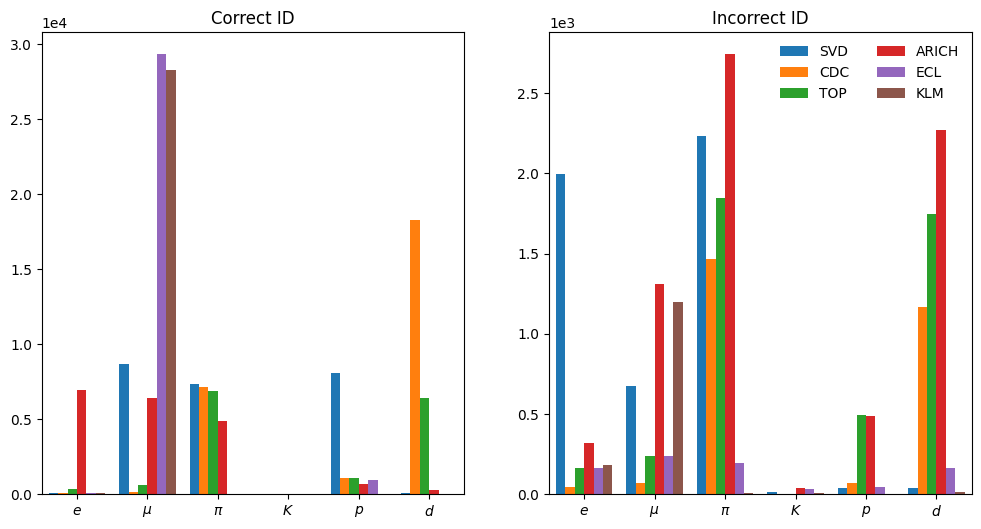 Correct ID
1e4
3.0
2.5
2.0
1.5
1.0
0.5
0.0
e μ π K p d
Incorrect ID
1e3
2.5
2.0
1.5
1.0
0.5
0.0
e μ π K p d
SVD
CDC
TOP
ARICH
ECL
KLM